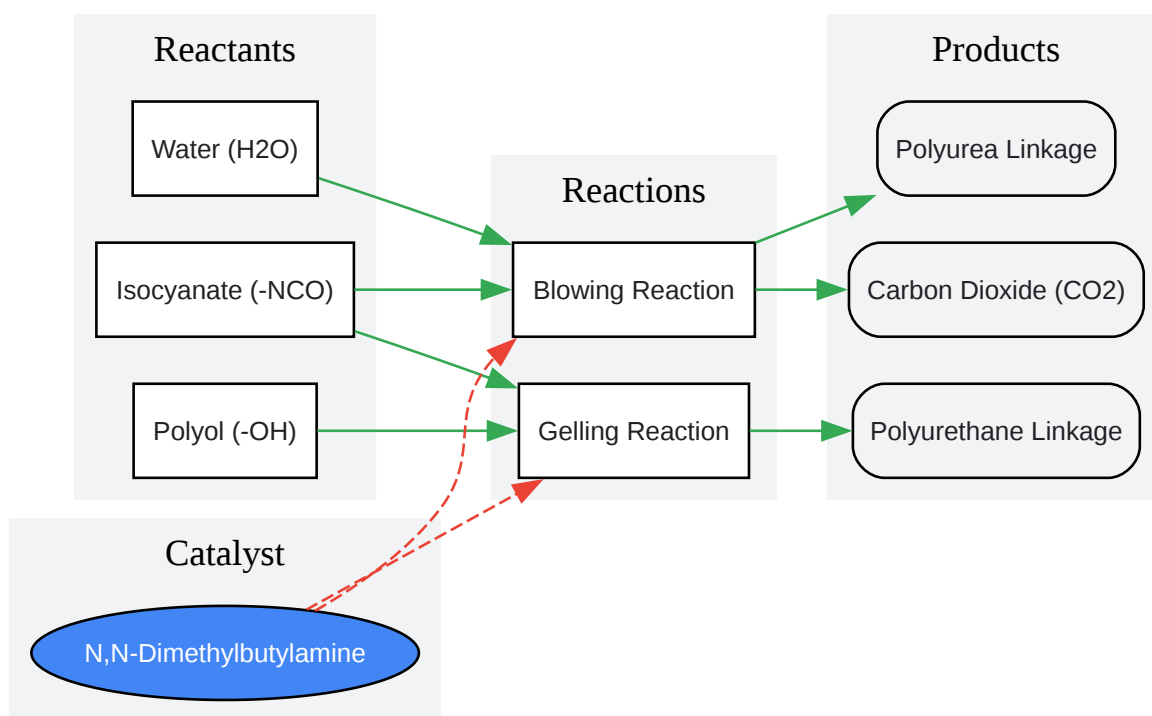 Reactants
Water (H2O)
Isocyanate (-NCO)
Polyol (-OH)
Reactions
Blowing Reaction
Gelling Reaction
Products
Polyurea Linkage
Carbon Dioxide (CO2)
Polyurethane Linkage
Catalyst
N,N-Dimethylbutylamine